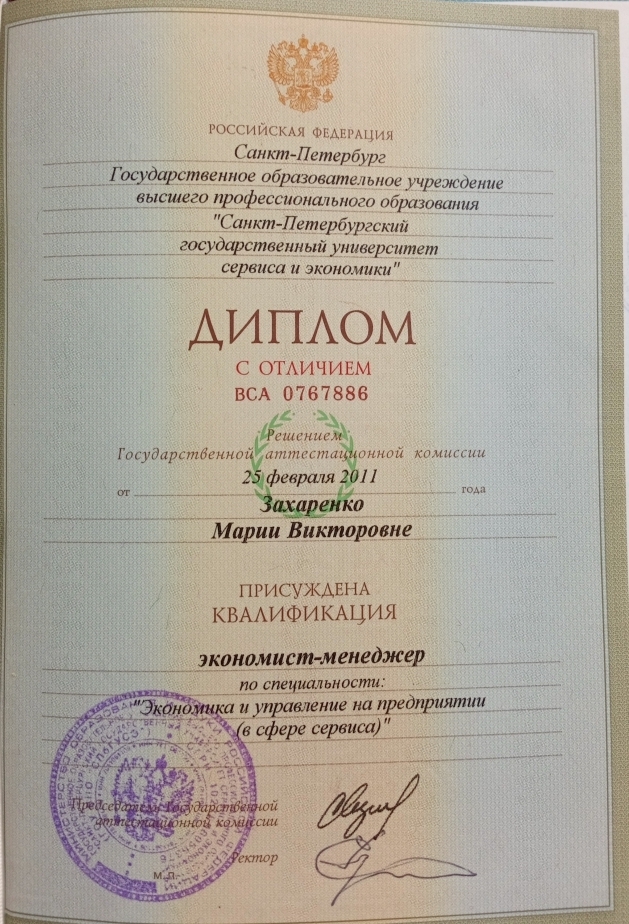 РОССИЙСКАЯ ФЕДЕРАЦИЯ
Санкт-Петербург
Государственное образовательное учреждение
высшего профессионального образования
"Санкт-Петербургский
государственный университет
сервиса и экономики"
ДИПЛОМ
С ОТЛИЧИЕМ
ВСА 0767886
Решением
Государственной аттестационной комиссии
25 февраля 2011
от года
Захаренко
Марии Викторовне
ПРИСУЖДЕНА
КВАЛИФИКАЦИЯ
экономист-менеджер
по специальности:
"Экономика и управление на предприятии
(в сфере сервиса)"
Председатель Государственной
аттестационной комиссии
Ректор
М.П.